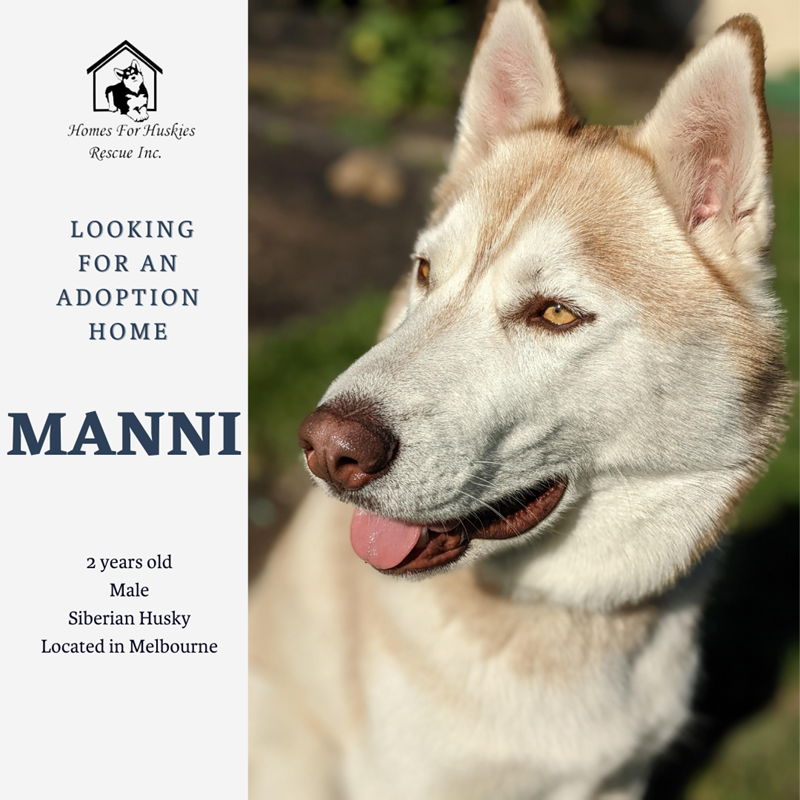 Homes For Huskies
Rescue Inc.
LOOKING
FOR AN
ADOPTION
HOME
MANNI
2 years old
Male
Siberian Husky
Located in Melbourne